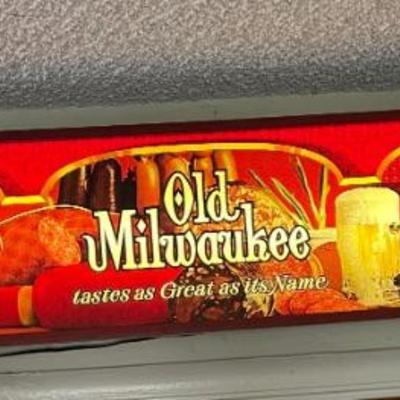 Old
Milwaukee
tastes as Great as its Name